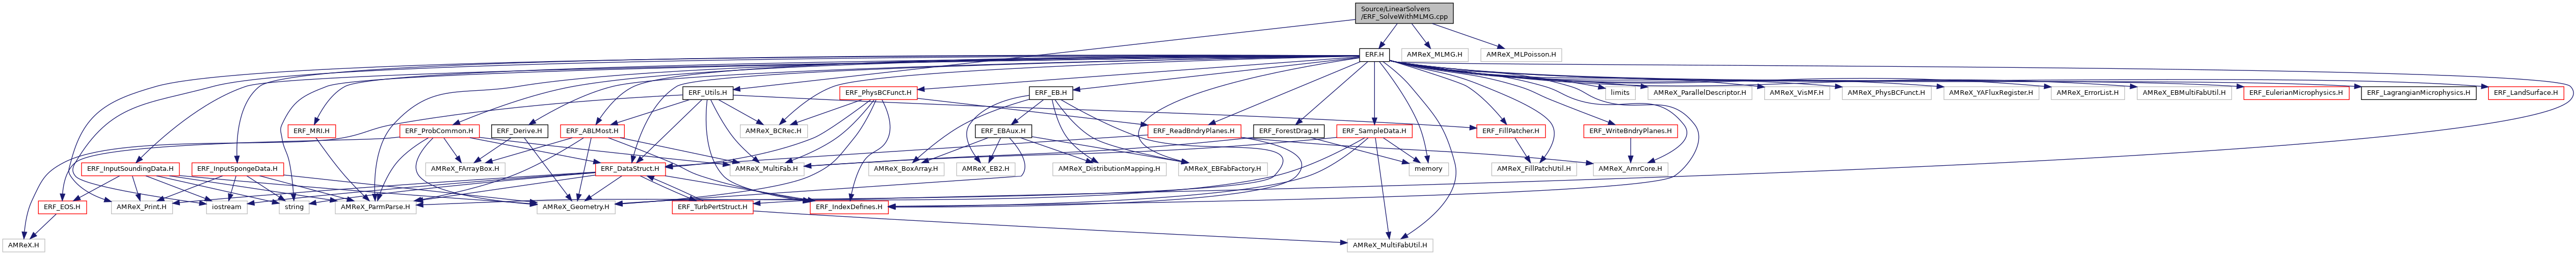 Source/LinearSolvers
/ERF_SolveWithMLMG.cpp
ERF.H
AMReX_MLMG.H
AMReX_MLPoisson.H
ERF_Utils.H
ERF_PhysBCFunct.H
ERF_EB.H
limits
AMReX_ParallelDescriptor.H
AMReX_VisMF.H
AMReX_PhysBCFunct.H
AMReX_YAFluxRegister.H
AMReX_ErrorList.H
AMReX_EBMultiFabUtil.H
ERF_EulerianMicrophysics.H
ERF_LagrangianMicrophysics.H
ERF_LandSurface.H
ERF_MRI.H
ERF_ProbCommon.H
ERF_Derive.H
ERF_ABLMost.H
AMReX_BCRec.H
ERF_EBAux.H
ERF_ReadBndryPlanes.H
ERF_ForestDrag.H
ERF_SampleData.H
ERF_FillPatcher.H
ERF_WriteBndryPlanes.H
ERF_InputSoundingData.H
ERF_InputSpongeData.H
AMReX_FArrayBox.H
ERF_DataStruct.H
AMReX_MultiFab.H
AMReX_BoxArray.H
AMReX_EB2.H
AMReX_DistributionMapping.H
AMReX_EBFabFactory.H
memory
AMReX_FillPatchUtil.H
AMReX_AmrCore.H
ERF_EOS.H
AMReX_Print.H
iostream
string
AMReX_ParmParse.H
AMReX_Geometry.H
ERF_TurbPertStruct.H
ERF_IndexDefines.H
AMReX.H
AMReX_MultiFabUtil.H